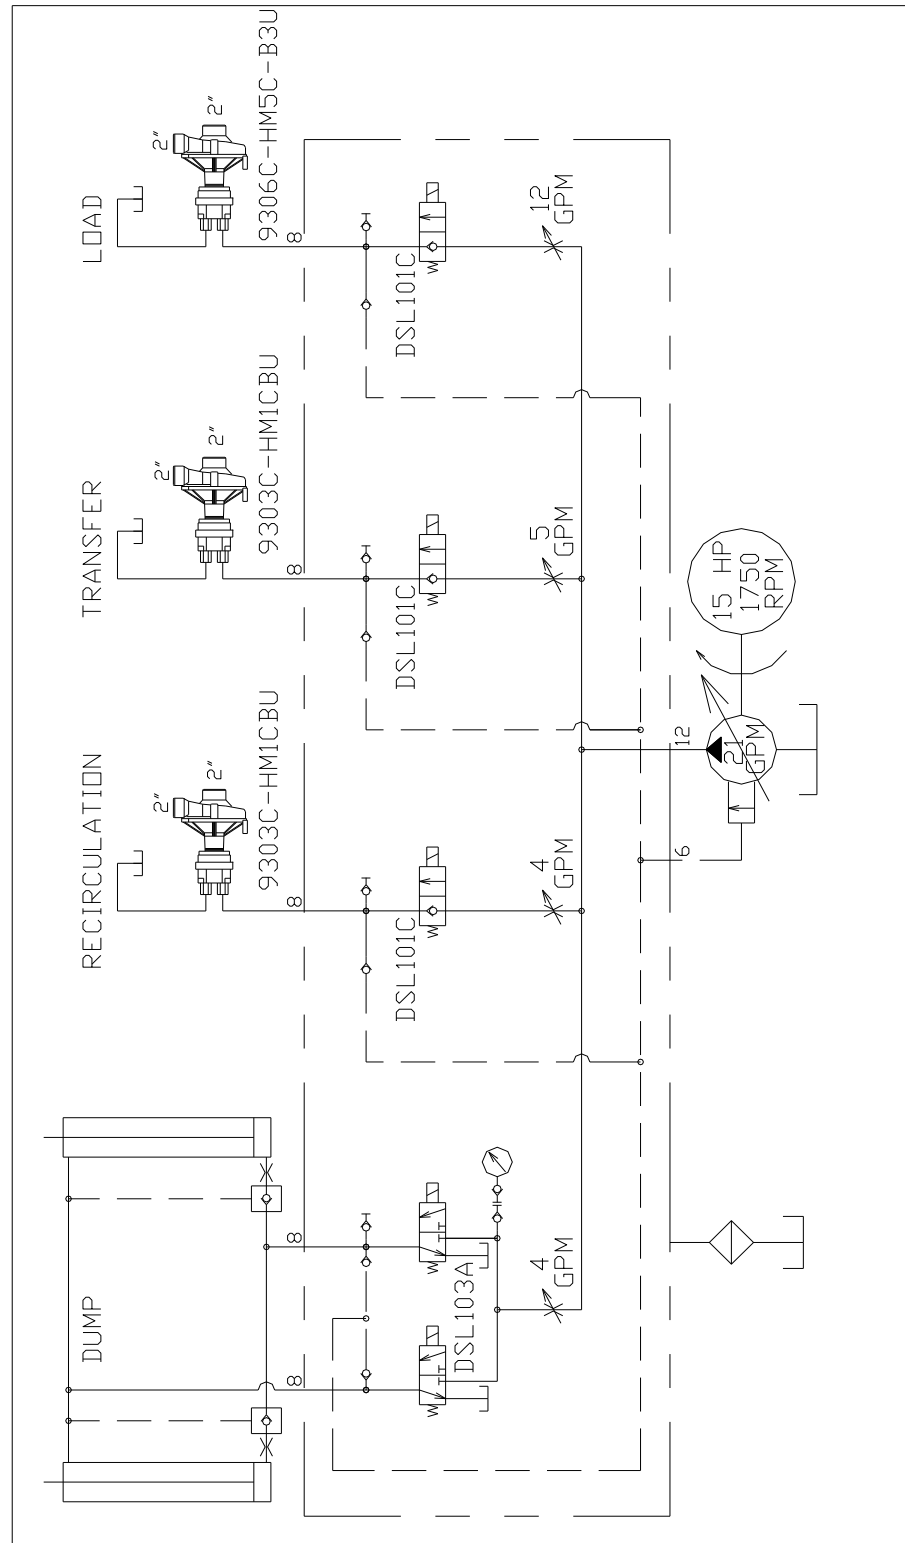 DUMP
RECIRCULATION
TRANSFER
LOAD
2"
2"
2"
2"
2"
2"
9303C-HM1CBU
9303C-HM1CBU
9306C-HM5C-B3U
8
8
8
8
8
DSL103A
DSL101C
DSL101C
DSL101C
W
W
W
W
W
4
GPM
4
GPM
5
GPM
12
GPM
6
12
21
GPM
15 HP
1750
RPM